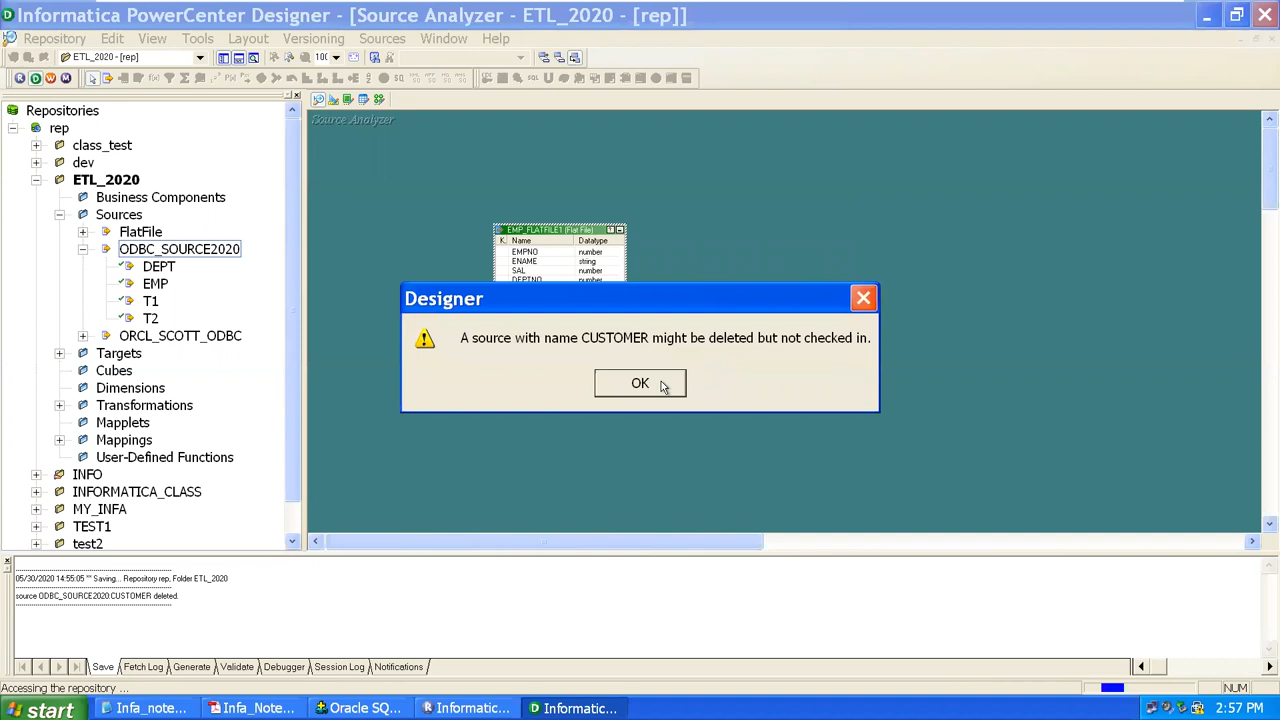 Informatica PowerCenter Designer - [Source Analyzer - ETL_2020 - [rep]]
Repository Edit View Tools Layout Versioning Sources Window Help
ETL_2020 - [rep]
Repositories
rep
class_test
dev
ETL_2020
Business Components
Sources
FlatFile
ODBC_SOURCE2020
DEPT
EMP
T1
T2
ORCL_SCOTT_ODBC
Targets
Cubes
Dimensions
Transformations
Mapplets
Mappings
User-Defined Functions
INFO
INFORMATICA_CLASS
MY_INFA
TEST1
test2
Source Analyzer
EMP_FLATFILE1 (Flat File)
K. Name Datatype
EMPNO number
ENAME string
SAL number
DEPTNO number
Designer
A source with name CUSTOMER might be deleted but not checked in.
OK
05/30/2020 14:55:05 ** Saving... Repository rep, Folder ETL_2020
source ODBC_SOURCE2020.CUSTOMER deleted.
Save Fetch Log Generate Validate Debugger Session Log Notifications
Accessing the repository ...
NUM
start Infa_note... Infa_Note... Oracle SQ... Informatic... Informatic... 2:57 PM